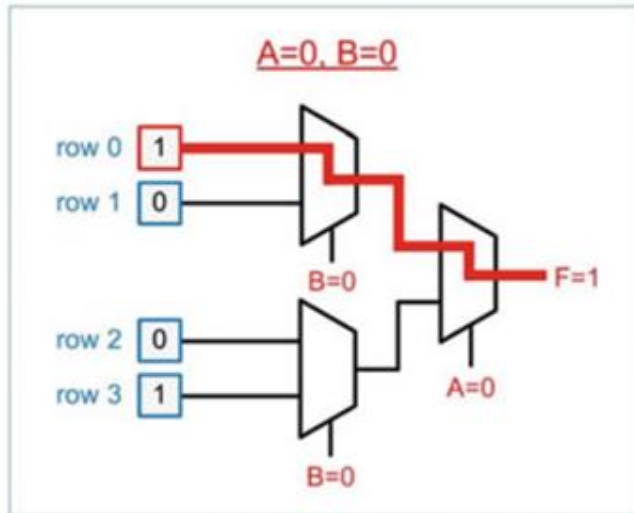 A=0, B=0
row 0 1
row 1 0
B=0
F=1
row 2 0
row 3 1
A=0
B=0